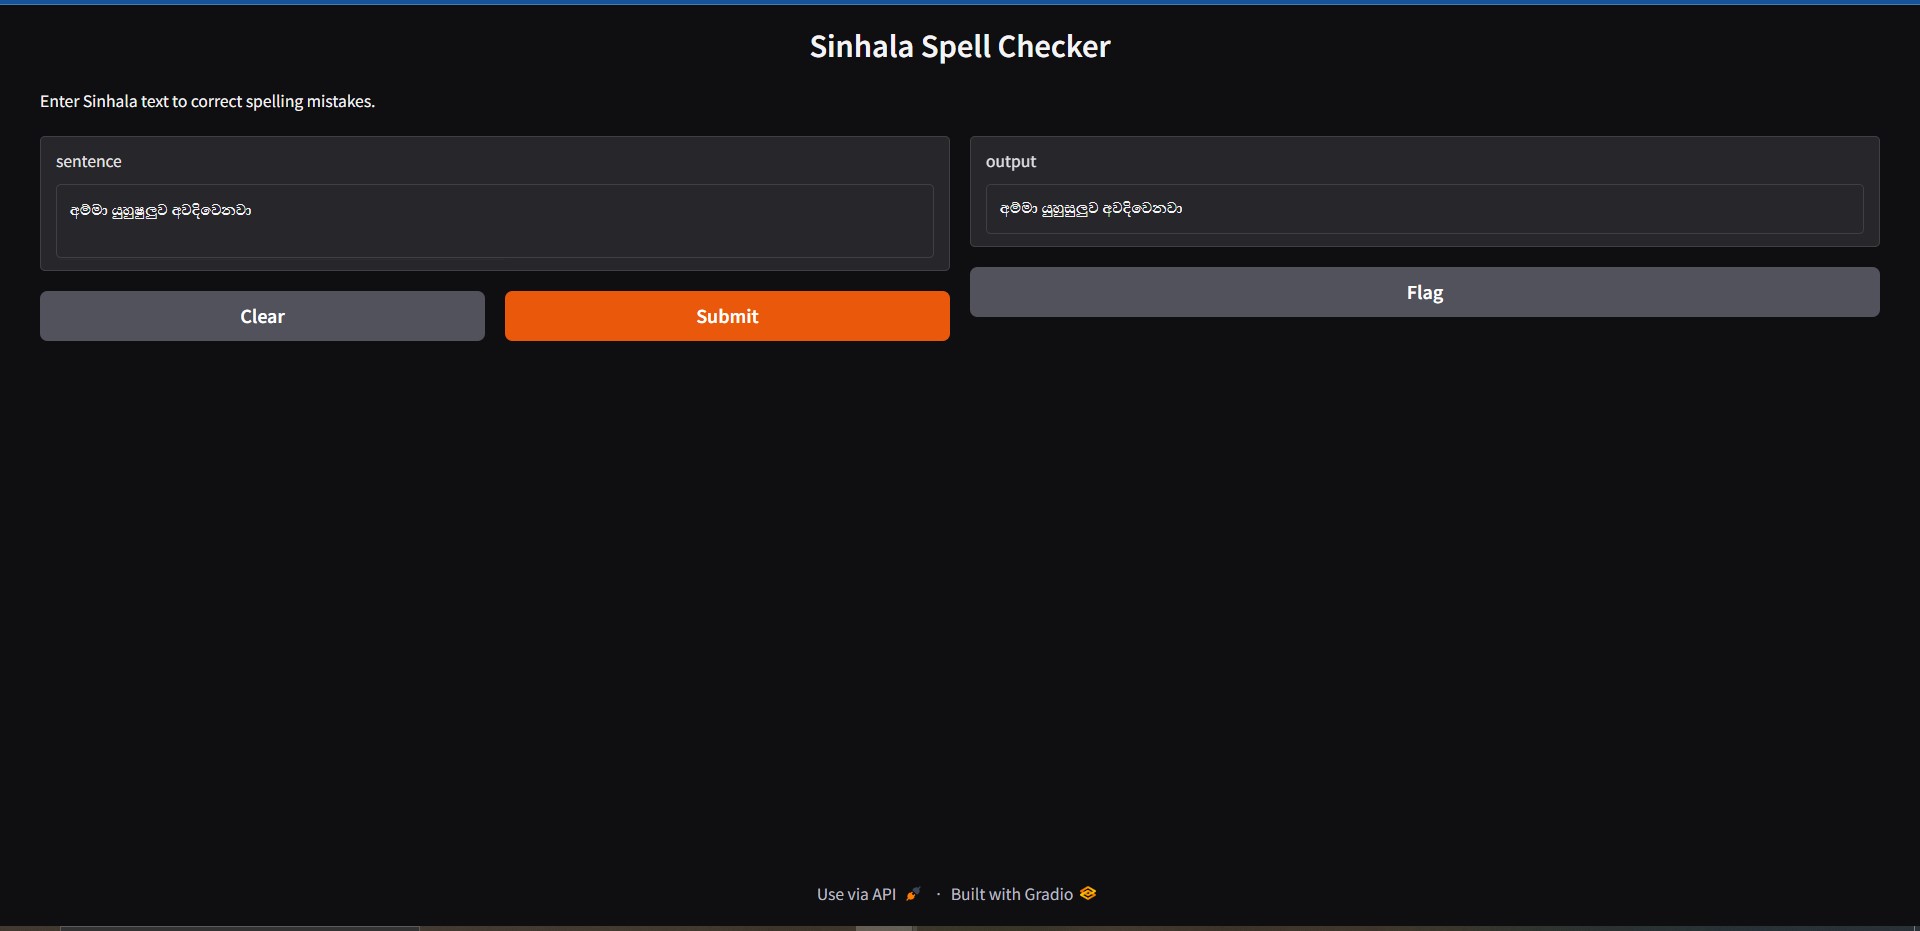 Sinhala Spell Checker
Enter Sinhala text to correct spelling mistakes.
sentence
අම්මා යුහුෂුලුව අවදිවෙනවා
Clear
Submit
output
අම්මා යුහුසුලුව අවදිවෙනවා
Flag
Use via API · Built with Gradio